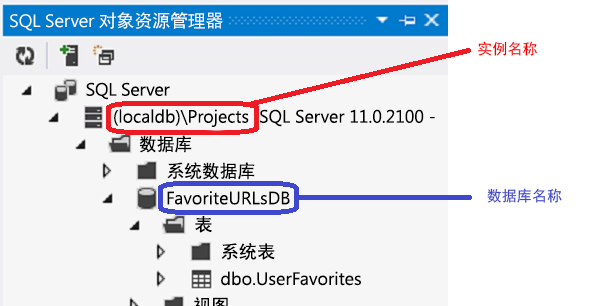 SQL Server 对象资源管理器
实例名称
SQL Server
(localdb)\Projects SQL Server 11.0.2100 -
数据库
系统数据库
FavoriteURLsDB
数据库名称
表
系统表
dbo.UserFavorites
视图